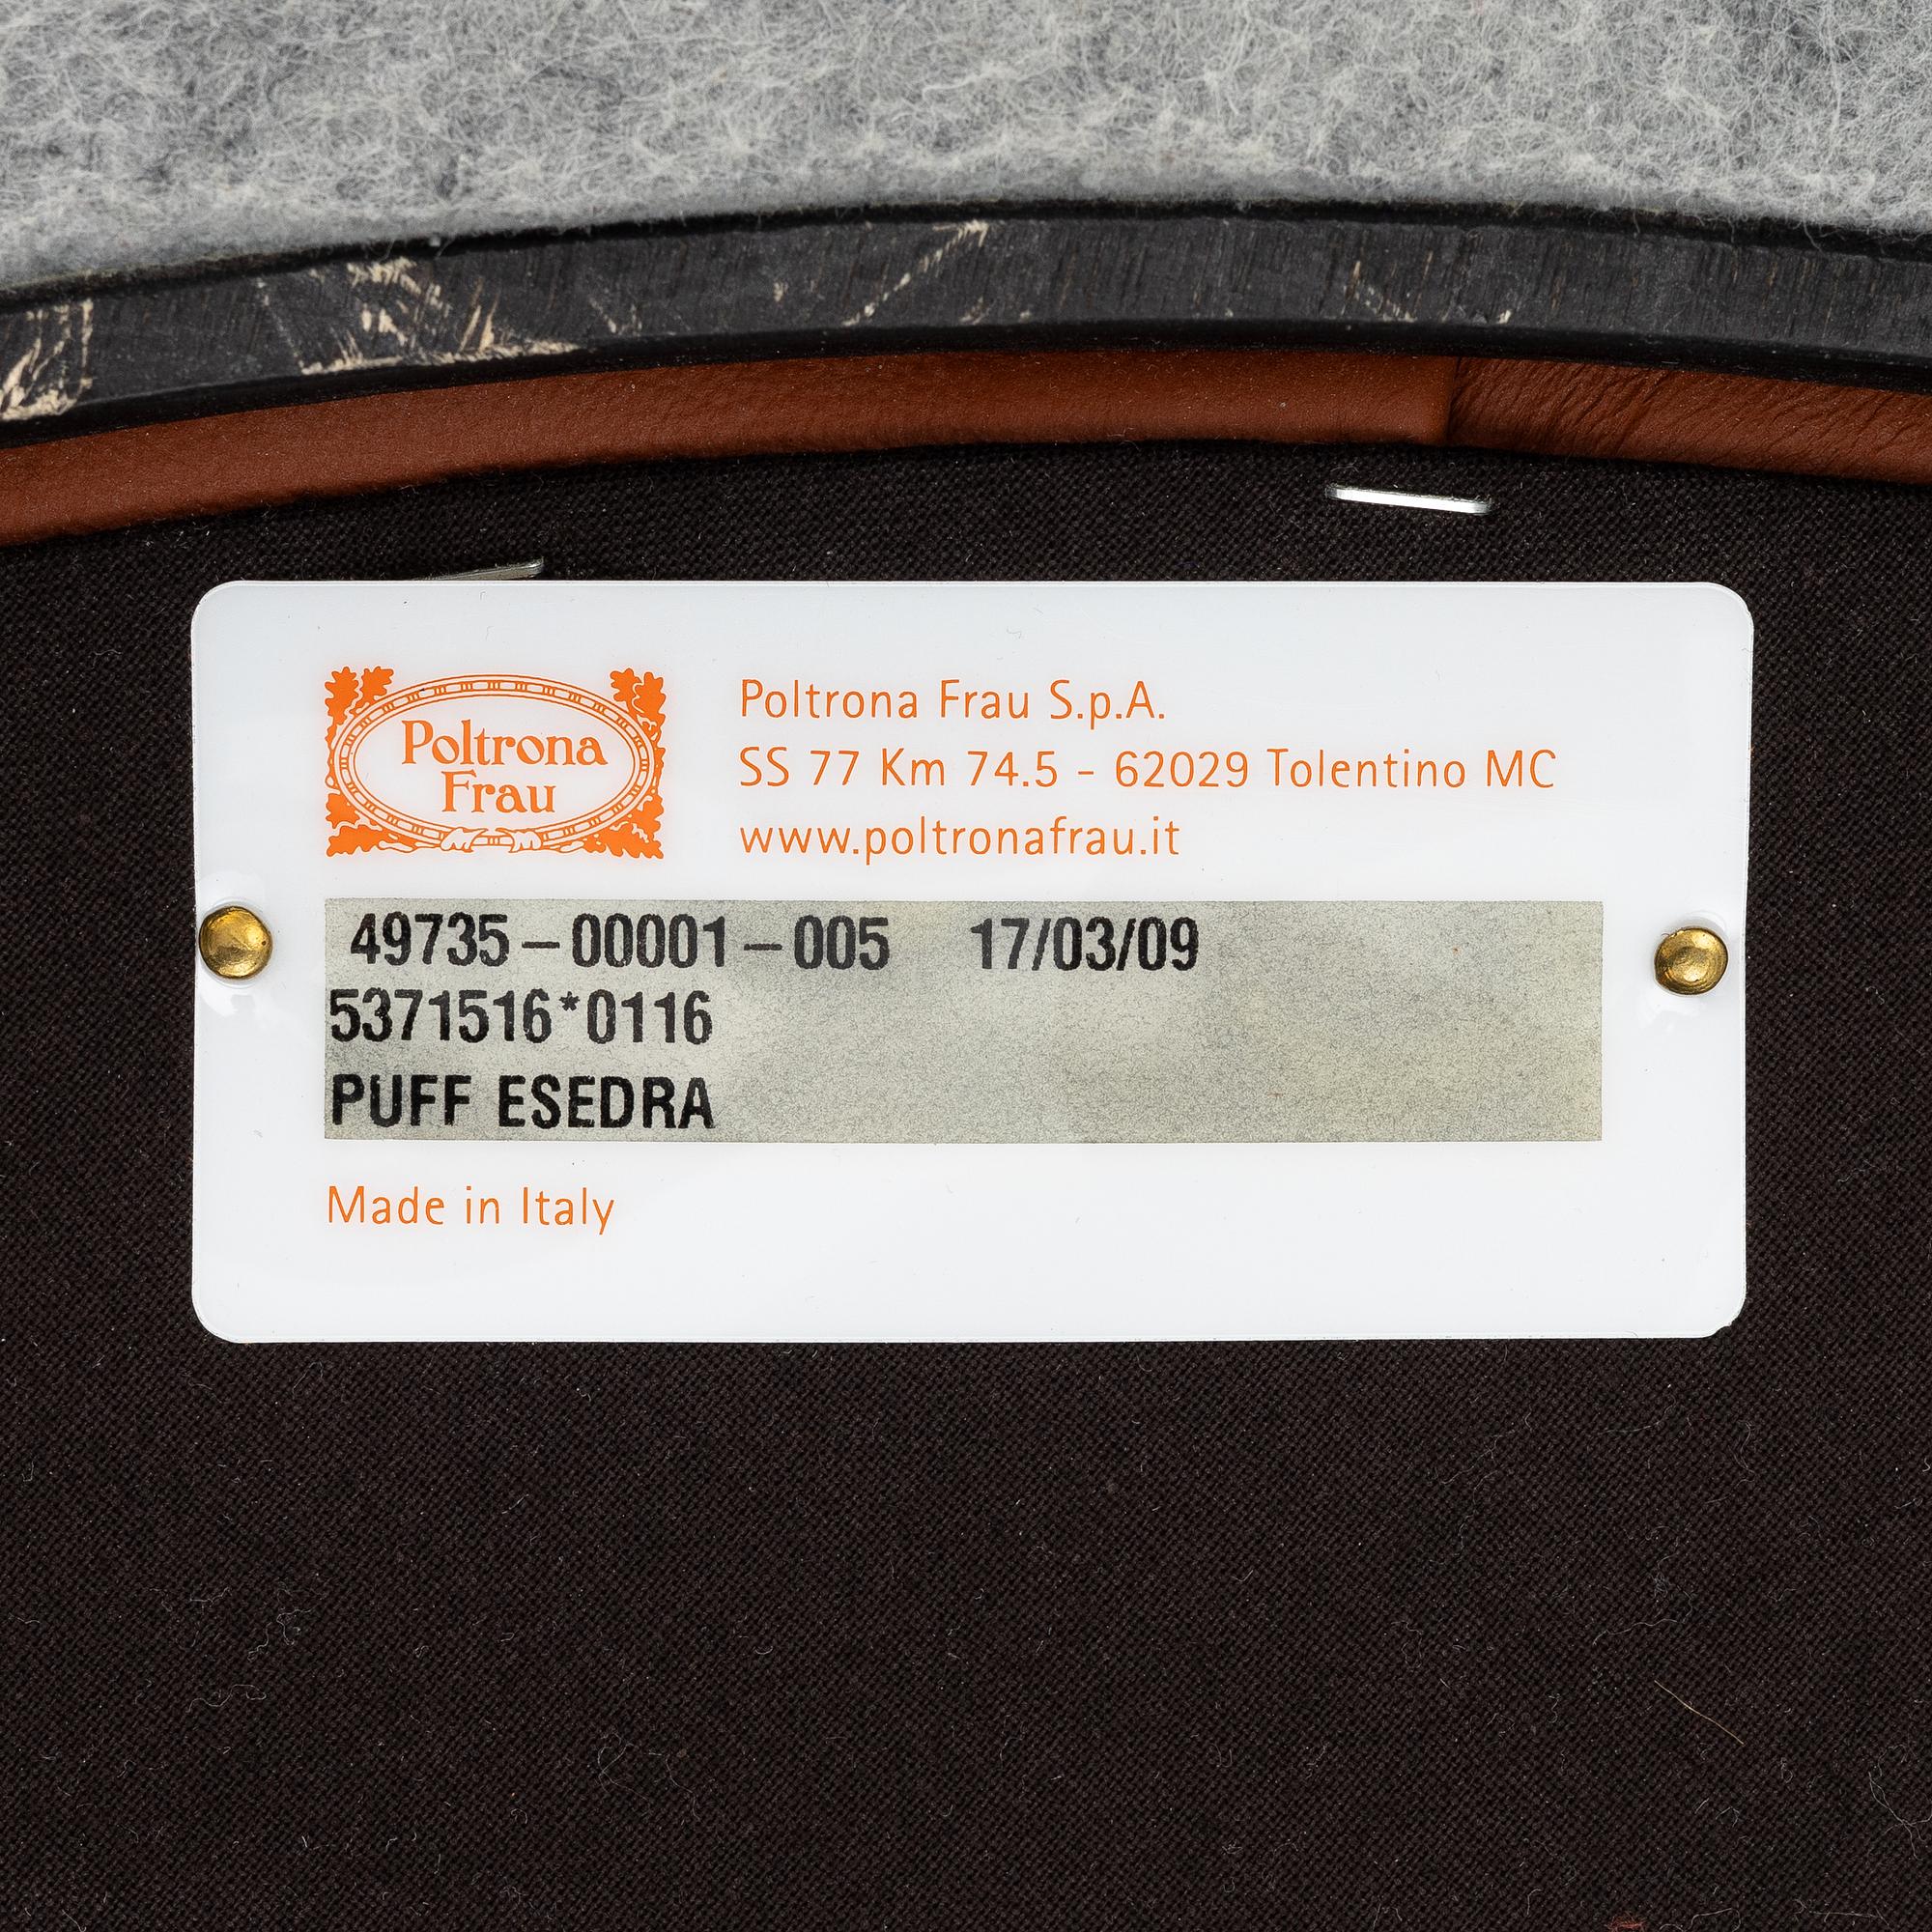 Poltrona
Frau
Poltrona Frau S.p.A.
SS 77 Km 74.5 - 62029 Tolentino MC
www.poltronafrau.it
49735-00001-005 17/03/09
5371516*0116
PUFF ESEDRA
Made in Italy